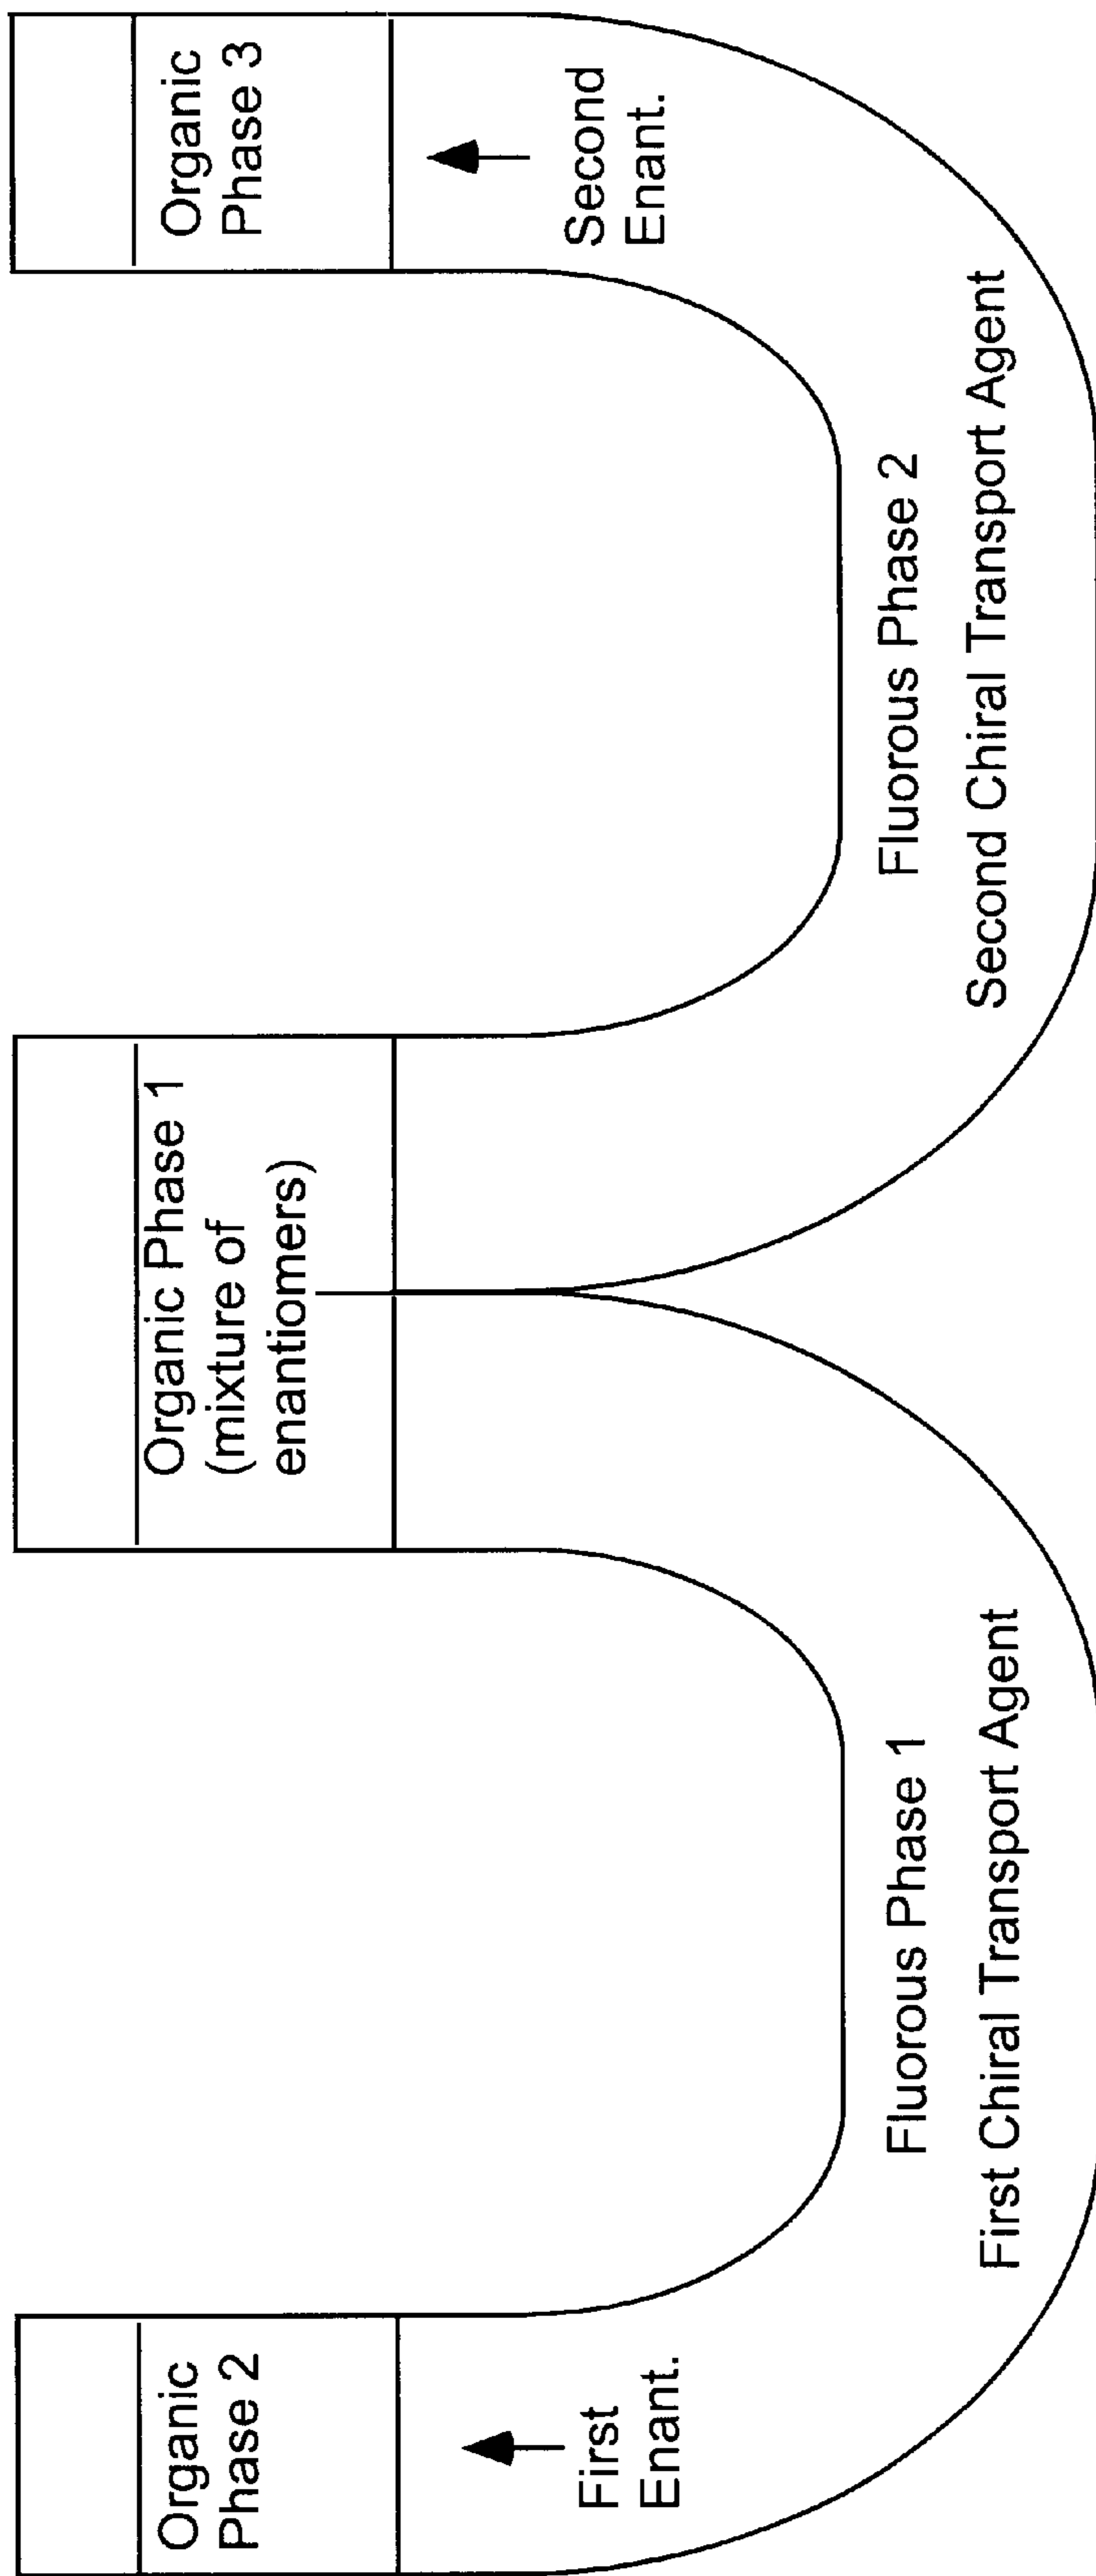 Organic
Phase 2
First
Enant.
Fluorous Phase 1
First Chiral Transport Agent
Organic Phase 1
(mixture of
enantiomers)
Fluorous Phase 2
Second Chiral Transport Agent
Organic
Phase 3
Second
Enant.